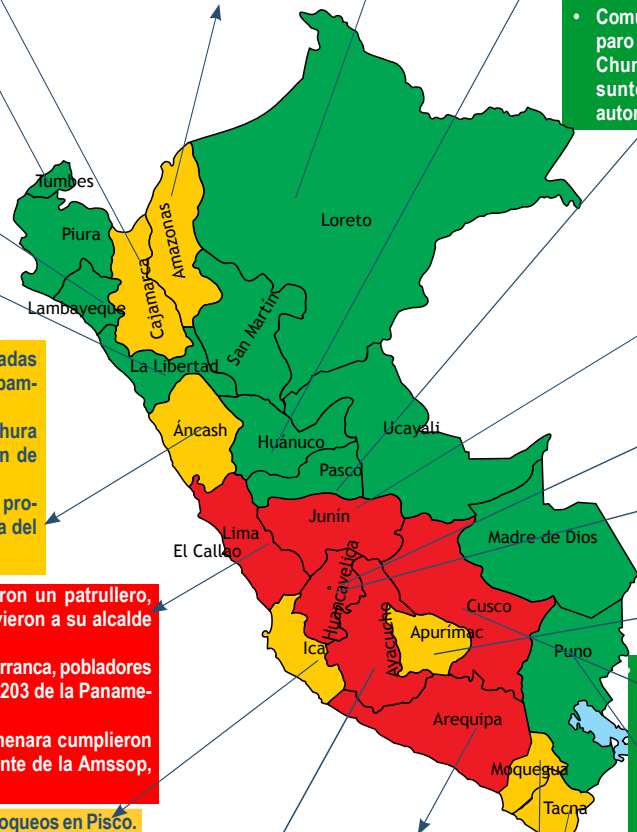 • Comu
paro
Chur
sunto
autor
Tumbes
Piura
Loreto
Amazonas
Cajamarca
Lambayeque
San Martín
La Libertad
adas
bam-
hura
n de
pro-
a del
Áncash
Huánuco
Ucayali
Pasco
Junín
Lima
El Callao
Madre de Dios
Huancavelica
Cusco
Ayacucho
Apurímac
Ica
Puno
ron un patrullero,
vieron a su alcalde
rranca, pobladores
203 de la Paname-
menara cumplieron
nte de la Amssop,
Arequipa
Moquegua
Tacna
oqueos en Pisco.